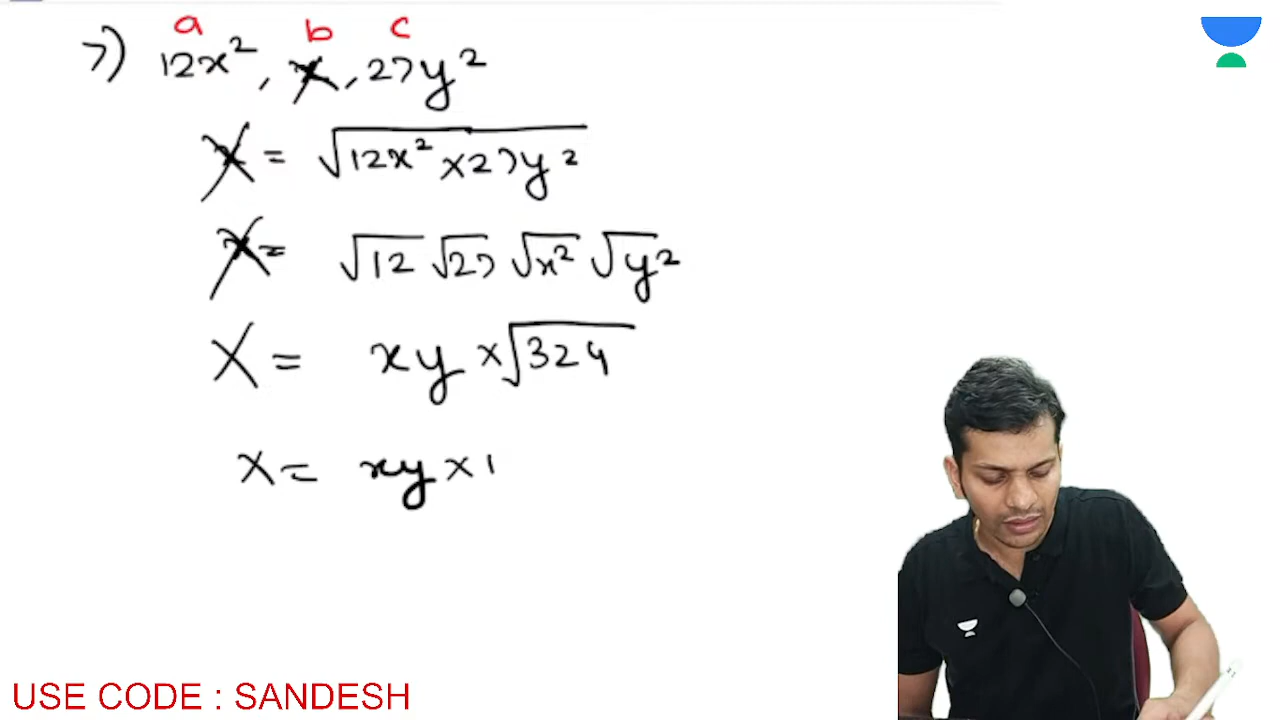 a b c
7) 12x², X, 27y²
X = √12x² × 27y²
X = √12 √27 √x² √y²
X = xy × √324
X = xy × 1
USE CODE : SANDESH